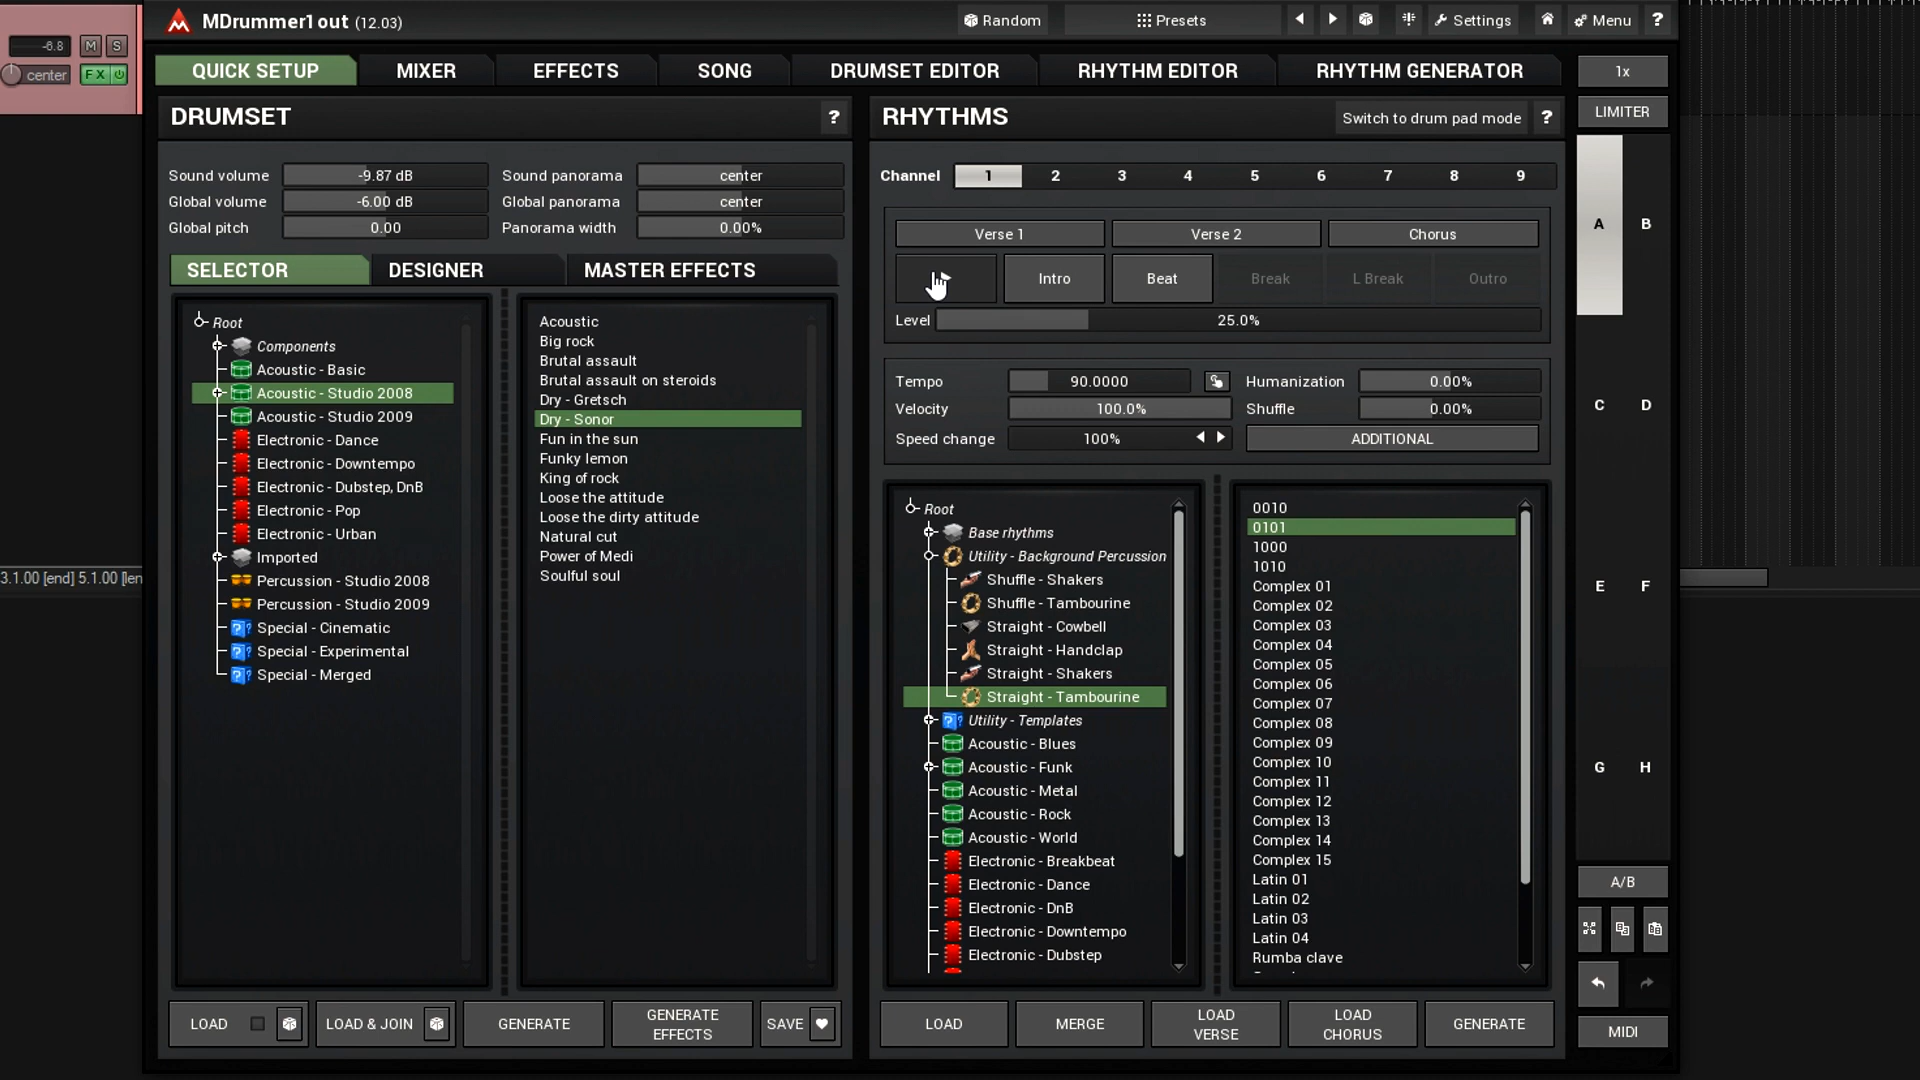 MDrummer1 out (12.03)
Random
Presets
Settings
Menu
?
-6.8
M
S
center
FX
QUICK SETUP
MIXER
EFFECTS
SONG
DRUMSET EDITOR
RHYTHM EDITOR
RHYTHM GENERATOR
1x
LIMITER
DRUMSET
?
Sound volume
-9.87 dB
Sound panorama
center
Global volume
-6.00 dB
Global panorama
center
Global pitch
0.00
Panorama width
0.00%
SELECTOR
DESIGNER
MASTER EFFECTS
Root
Components
Acoustic - Basic
Acoustic - Studio 2008
Acoustic - Studio 2009
Electronic - Dance
Electronic - Downtempo
Electronic - Dubstep, DnB
Electronic - Pop
Electronic - Urban
Imported
Percussion - Studio 2008
Percussion - Studio 2009
Special - Cinematic
Special - Experimental
Special - Merged
Acoustic
Big rock
Brutal assault
Brutal assault on steroids
Dry - Gretsch
Dry - Sonor
Fun in the sun
Funky lemon
King of rock
Loose the attitude
Loose the dirty attitude
Natural cut
Power of Medi
Soulful soul
LOAD
LOAD & JOIN
GENERATE
GENERATE
EFFECTS
SAVE
RHYTHMS
Switch to drum pad mode
?
Channel
1
2
3
4
5
6
7
8
9
Verse 1
Verse 2
Chorus
Intro
Beat
Break
L Break
Outro
Level
25.0%
Tempo
90.0000
Humanization
0.00%
Velocity
100.0%
Shuffle
0.00%
Speed change
100%
ADDITIONAL
Root
Base rhythms
Utility - Background Percussion
Shuffle - Shakers
Shuffle - Tambourine
Straight - Cowbell
Straight - Handclap
Straight - Shakers
Straight - Tambourine
Utility - Templates
Acoustic - Blues
Acoustic - Funk
Acoustic - Metal
Acoustic - Rock
Acoustic - World
Electronic - Breakbeat
Electronic - Dance
Electronic - DnB
Electronic - Downtempo
Electronic - Dubstep
0010
0101
1000
1010
Complex 01
Complex 02
Complex 03
Complex 04
Complex 05
Complex 06
Complex 07
Complex 08
Complex 09
Complex 10
Complex 11
Complex 12
Complex 13
Complex 14
Complex 15
Latin 01
Latin 02
Latin 03
Latin 04
Rumba clave
LOAD
MERGE
LOAD
VERSE
LOAD
CHORUS
GENERATE
A
B
C
D
E
F
G
H
A/B
MIDI
3.1.00 [end] 5.1.00 [len